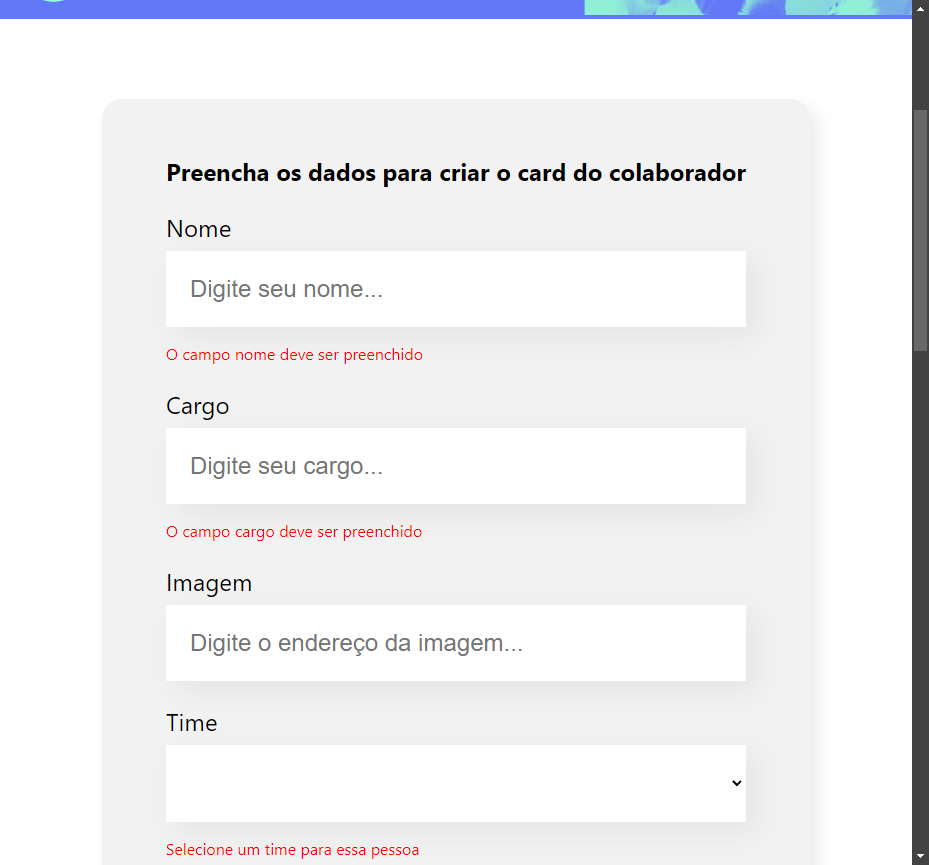 Preencha os dados para criar o card do colaborador
Nome
Digite seu nome...
O campo nome deve ser preenchido
Cargo
Digite seu cargo...
O campo cargo deve ser preenchido
Imagem
Digite o endereço da imagem...
Time
Selecione um time para essa pessoa